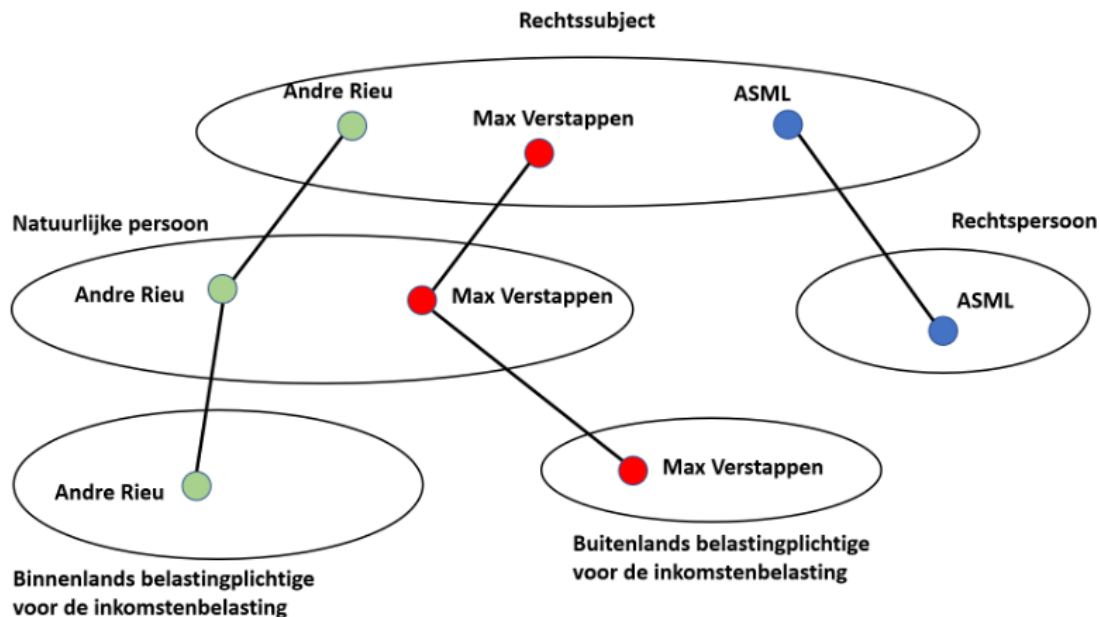 Rechtssubject
Andre Rieu
Max Verstappen
ASML
Natuurlijke persoon
Rechtspersoon
Andre Rieu
Max Verstappen
ASML
Andre Rieu
Max Verstappen
Binnenlands belastingplichtige
voor de inkomstenbelasting
Buitenlands belastingplichtige
voor de inkomstenbelasting